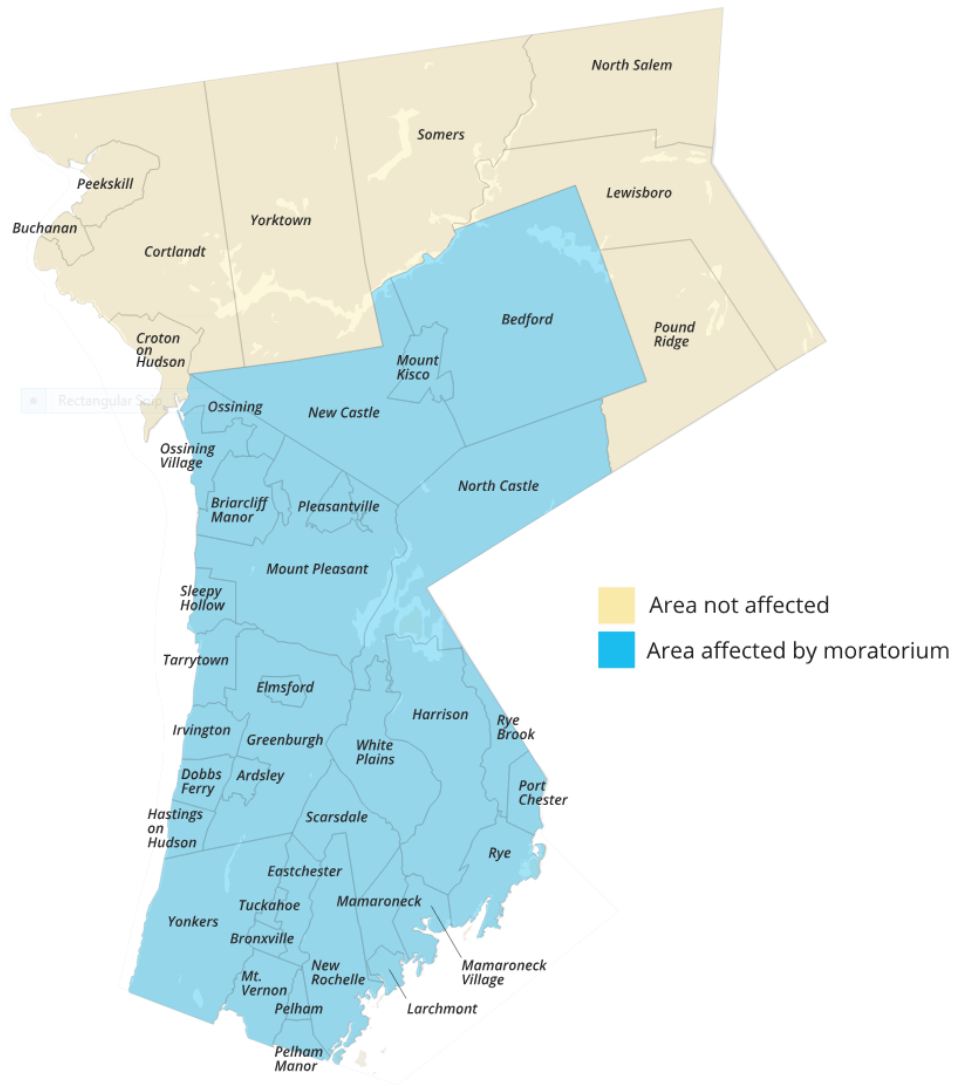 North Salem
Somers
Peekskill
Lewisboro
Yorktown
Buchanan
Cortlandt
Bedford
Pound
Ridge
Croton
on
Hudson
Mount
Kisco
Rectangular Snip
Ossining
New Castle
Ossining
Village
North Castle
Briarcliff
Manor
Pleasantville
Mount Pleasant
Sleepy
Hollow
Area not affected
Area affected by moratorium
Tarrytown
Elmsford
Harrison
Rye
Brook
Irvington
Greenburgh
White
Plains
Dobbs
Ferry
Ardsley
Port
Chester
Hastings
on
Hudson
Scarsdale
Rye
Eastchester
Tuckahoe
Mamaroneck
Yonkers
Bronxville
Mamaroneck
Village
New
Rochelle
Mt.
Vernon
Pelham
Larchmont
Pelham
Manor